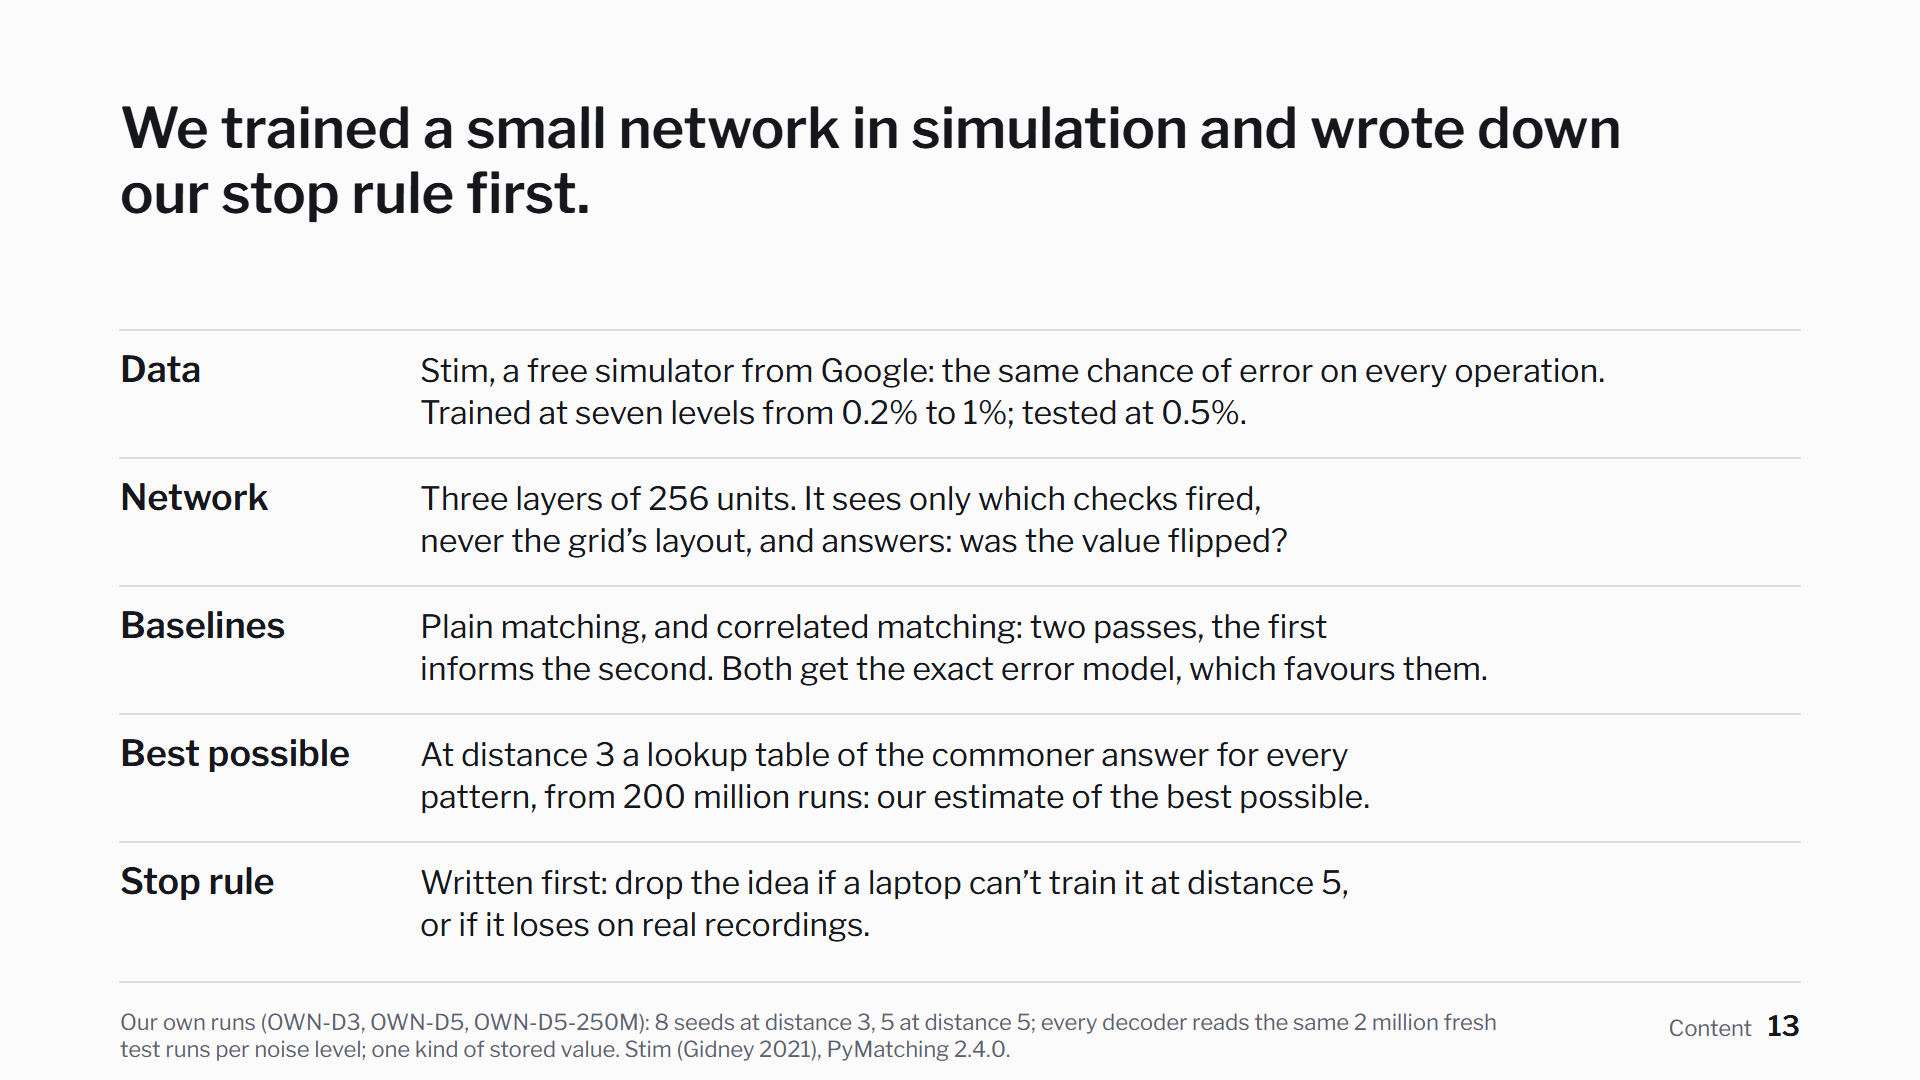 We trained a small network in simulation and wrote down
our stop rule first.
Data
Stim, a free simulator from Google: the same chance of error on every operation.
Trained at seven levels from 0.2% to 1%; tested at 0.5%.
Network
Three layers of 256 units. It sees only which checks fired,
never the grid’s layout, and answers: was the value flipped?
Baselines
Plain matching, and correlated matching: two passes, the first
informs the second. Both get the exact error model, which favours them.
Best possible
At distance 3 a lookup table of the commoner answer for every
pattern, from 200 million runs: our estimate of the best possible.
Stop rule
Written first: drop the idea if a laptop can’t train it at distance 5,
or if it loses on real recordings.
Our own runs (OWN-D3, OWN-D5, OWN-D5-250M): 8 seeds at distance 3, 5 at distance 5; every decoder reads the same 2 million fresh
test runs per noise level; one kind of stored value. Stim (Gidney 2021), PyMatching 2.4.0.
Content 13